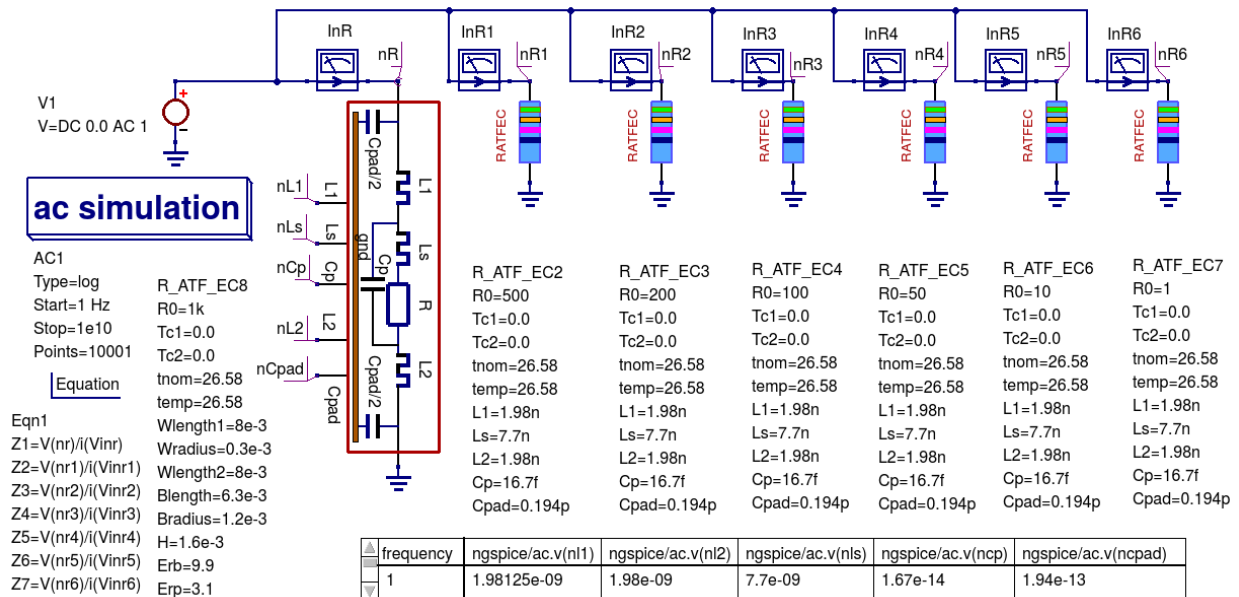 InR
InR1
InR2
InR3
InR4
InR5
InR6
nR
nR1
nR2
nR3
nR4
nR5
nR6
V1
V=DC 0.0 AC 1
+
-
RATFEC
RATFEC
RATFEC
RATFEC
RATFEC
RATFEC
ac simulation
AC1
Type=log
Start=1 Hz
Stop=1e10
Points=10001
Equation
Eqn1
Z1=V(nr)/i(Vinr)
Z2=V(nr1)/i(Vinr1)
Z3=V(nr2)/i(Vinr2)
Z4=V(nr3)/i(Vinr3)
Z5=V(nr4)/i(Vinr4)
Z6=V(nr5)/i(Vinr5)
Z7=V(nr6)/i(Vinr6)
R_ATF_EC8
R0=1k
Tc1=0.0
Tc2=0.0
tnom=26.58
temp=26.58
Wlength1=8e-3
Wradius=0.3e-3
Wlength2=8e-3
Blength=6.3e-3
Bradius=1.2e-3
H=1.6e-3
Erb=9.9
Erp=3.1
nL1
nLs
nCp
nL2
nCpad
L1
Ls
Cp
L2
Cpad
gnd
Cpad/2
L1
Ls
Cp
R
L2
Cpad/2
R_ATF_EC2
R0=500
Tc1=0.0
Tc2=0.0
tnom=26.58
temp=26.58
L1=1.98n
Ls=7.7n
L2=1.98n
Cp=16.7f
Cpad=0.194p
R_ATF_EC3
R0=200
Tc1=0.0
Tc2=0.0
tnom=26.58
temp=26.58
L1=1.98n
Ls=7.7n
L2=1.98n
Cp=16.7f
Cpad=0.194p
R_ATF_EC4
R0=100
Tc1=0.0
Tc2=0.0
tnom=26.58
temp=26.58
L1=1.98n
Ls=7.7n
L2=1.98n
Cp=16.7f
Cpad=0.194p
R_ATF_EC5
R0=50
Tc1=0.0
Tc2=0.0
tnom=26.58
temp=26.58
L1=1.98n
Ls=7.7n
L2=1.98n
Cp=16.7f
Cpad=0.194p
R_ATF_EC6
R0=10
Tc1=0.0
Tc2=0.0
tnom=26.58
temp=26.58
L1=1.98n
Ls=7.7n
L2=1.98n
Cp=16.7f
Cpad=0.194p
R_ATF_EC7
R0=1
Tc1=0.0
Tc2=0.0
tnom=26.58
temp=26.58
L1=1.98n
Ls=7.7n
L2=1.98n
Cp=16.7f
Cpad=0.194p
frequency ngspice/ac.v(nl1) ngspice/ac.v(nl2) ngspice/ac.v(nls) ngspice/ac.v(ncp) ngspice/ac.v(ncpad)
1 1.98125e-09 1.98e-09 7.7e-09 1.67e-14 1.94e-13